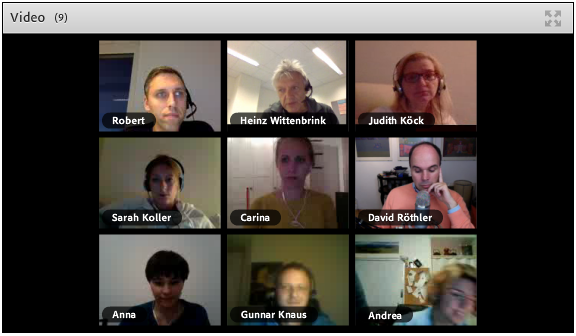 Video (9)
Robert
Heinz Wittenbrink
Judith Köck
Sarah Koller
Carina
David Röthler
Anna
Gunnar Knaus
Andrea